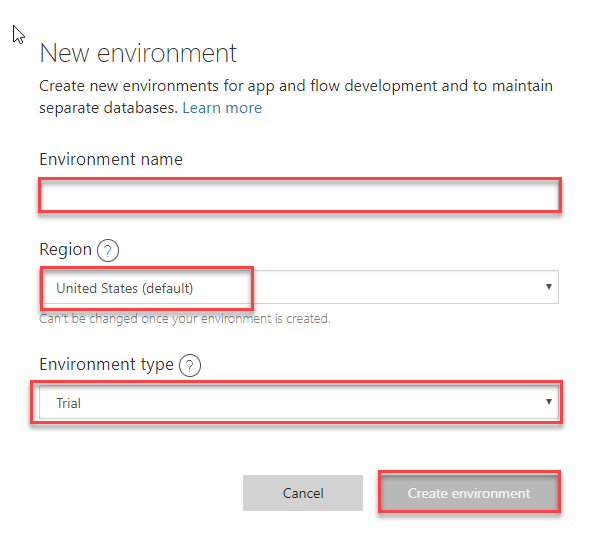 New environment
Create new environments for app and flow development and to maintain
separate databases. Learn more
Environment name
Region ?
United States (default)
Can't be changed once your environment is created.
Environment type ?
Trial
Cancel
Create environment